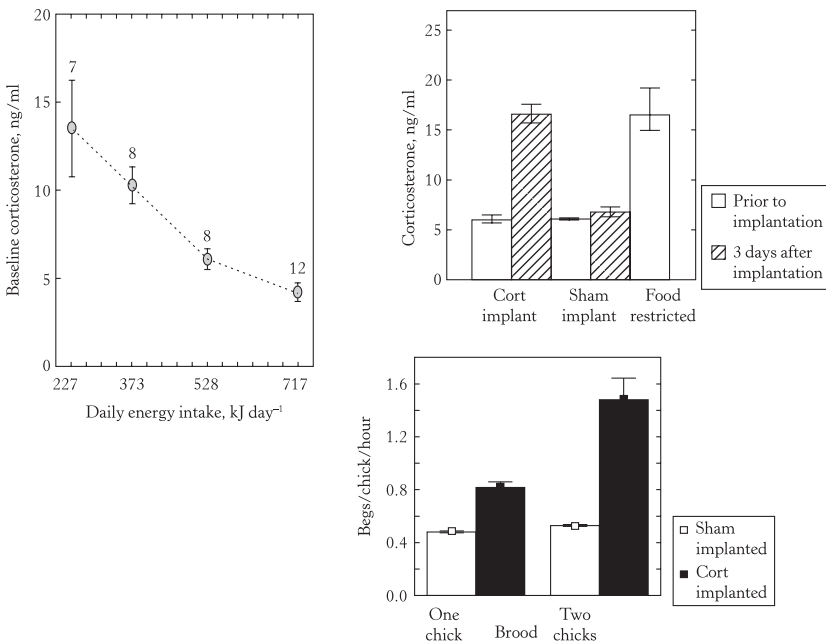 20
15
10
5
0
Baseline corticosterone, ng/ml
7
8
8
12
227 373 528 717
Daily energy intake, kJ day⁻¹
25
20
15
10
5
0
Corticosterone, ng/ml
Cort
implant
Sham
implant
Food
restricted
Prior to
implantation
3 days after
implantation
1.6
1.2
0.8
0.4
0.0
Begs/chick/hour
One
chick
Brood
Two
chicks
Sham
implanted
Cort
implanted